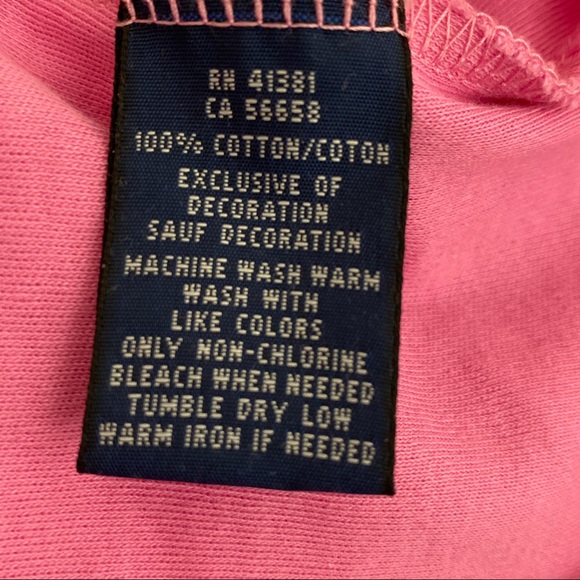 RN 41381
CA 56658
100% COTTON/COTON
EXCLUSIVE OF
DECORATION
SAUF DECORATION
MACHINE WASH WARM
WASH WITH
LIKE COLORS
ONLY NON-CHLORINE
BLEACH WHEN NEEDED
TUMBLE DRY LOW
WARM IRON IF NEEDED